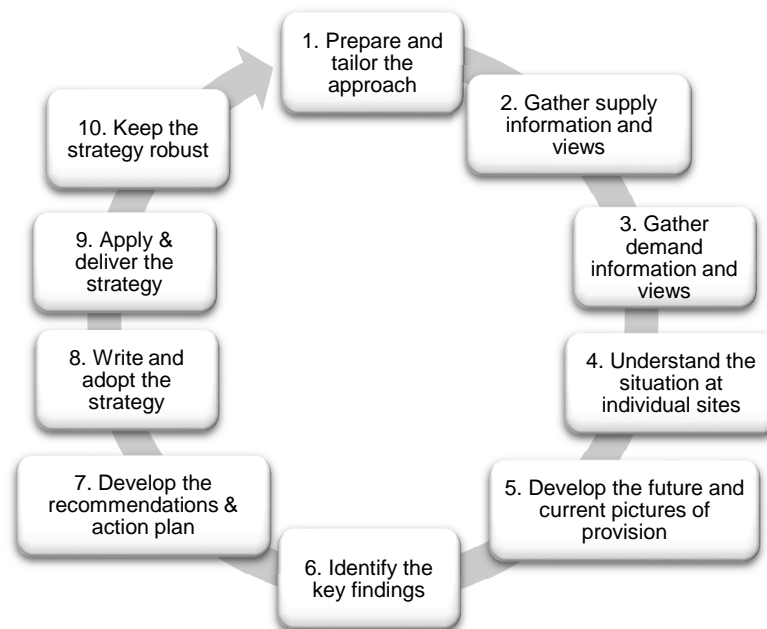 1. Prepare and
tailor the
approach
2. Gather supply
information and
views
3. Gather
demand
information and
views
4. Understand the
situation at
individual sites
5. Develop the future and
current pictures of
provision
6. Identify the
key findings
7. Develop the
recommendations &
action plan
8. Write and
adopt the
strategy
9. Apply &
deliver the
strategy
10. Keep the
strategy robust